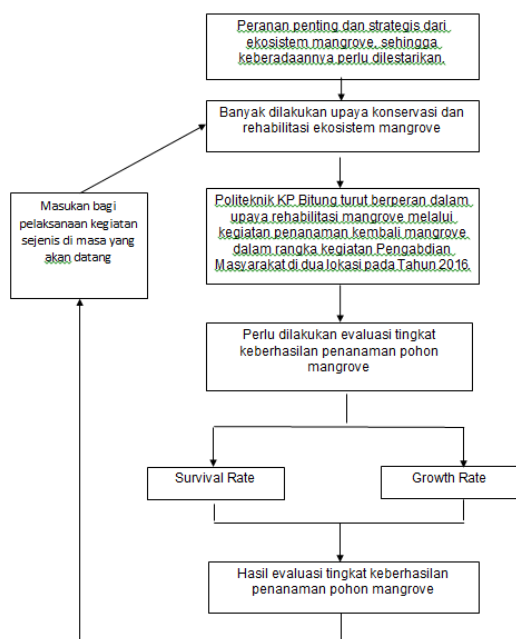 Peranan penting dan strategis dari
ekosistem mangrove, sehingga
keberadaannya perlu dilestarikan.
Banyak dilakukan upaya konservasi dan
rehabilitasi ekosistem mangrove
Masukan bagi
pelaksanaan kegiatan
sejenis di masa yang
akan datang
Politeknik KP Bitung turut berperan dalam
upaya rehabilitasi mangrove melalui
kegiatan penanaman kembali mangrove
dalam rangka kegiatan Pengabdian
Masyarakat di dua lokasi pada Tahun 2016.
Perlu dilakukan evaluasi tingkat
keberhasilan penanaman pohon
mangrove
Survival Rate
Growth Rate
Hasil evaluasi tingkat keberhasilan
penanaman pohon mangrove